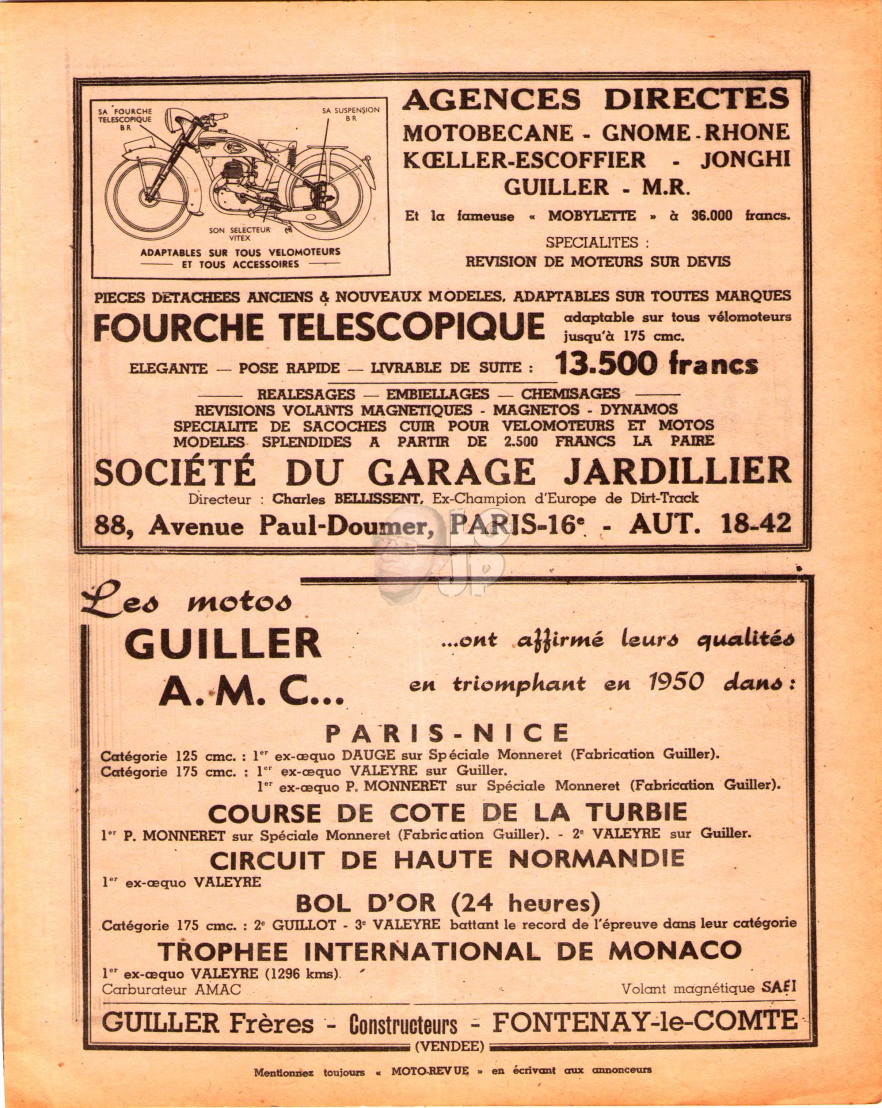 SA FOURCHE
TELESCOPIQUE
B R
SA SUSPENSION
B R
SON SELECTEUR
VITEX
ADAPTABLES SUR TOUS VELOMOTEURS
ET TOUS ACCESSOIRES
AGENCES DIRECTES
MOTOBECANE - GNOME-RHONE
KŒLLER-ESCOFFIER - JONGHI
GUILLER - M.R.
Et la fameuse « MOBYLETTE » à 36.000 francs.
SPECIALITES :
REVISION DE MOTEURS SUR DEVIS
PIECES DETACHEES ANCIENS & NOUVEAUX MODELES, ADAPTABLES SUR TOUTES MARQUES
FOURCHE TELESCOPIQUE adaptable sur tous vélomoteurs
jusqu'à 175 cmc.
ELEGANTE — POSE RAPIDE — LIVRABLE DE SUITE : 13.500 francs
REALESAGES — EMBIELLAGES — CHEMISAGES
REVISIONS VOLANTS MAGNETIQUES - MAGNETOS - DYNAMOS
SPECIALITE DE SACOCHES CUIR POUR VELOMOTEURS ET MOTOS
MODELES SPLENDIDES A PARTIR DE 2.500 FRANCS LA PAIRE
SOCIÉTÉ DU GARAGE JARDILLIER
Directeur : Charles BELLISSENT, Ex-Champion d'Europe de Dirt-Track
88, Avenue Paul-Doumer, PARIS-16e - AUT. 18-42
LS
JP
Les motos
GUILLER
A. M. C...
...ont affirmé leurs qualités
en triomphant en 1950 dans :
PARIS-NICE
Catégorie 125 cmc. : 1er ex-æquo DAUGE sur Spéciale Monneret (Fabrication Guiller).
Catégorie 175 cmc. : 1er ex-æquo VALEYRE sur Guiller.
1er ex-æquo P. MONNERET sur Spéciale Monneret (Fabrication Guiller).
COURSE DE COTE DE LA TURBIE
1er P. MONNERET sur Spéciale Monneret (Fabrication Guiller). - 2e VALEYRE sur Guiller.
CIRCUIT DE HAUTE NORMANDIE
1er ex-æquo VALEYRE
BOL D'OR (24 heures)
Catégorie 175 cmc. : 2e GUILLOT - 3e VALEYRE battant le record de l'épreuve dans leur catégorie
TROPHEE INTERNATIONAL DE MONACO
1er ex-æquo VALEYRE (1296 kms)
Carburateur AMAC Volant magnétique SAFI
GUILLER Frères - Constructeurs - FONTENAY-le-COMTE
(VENDEE)
Mentionnez toujours « MOTO-REVUE » en écrivant aux annonceurs